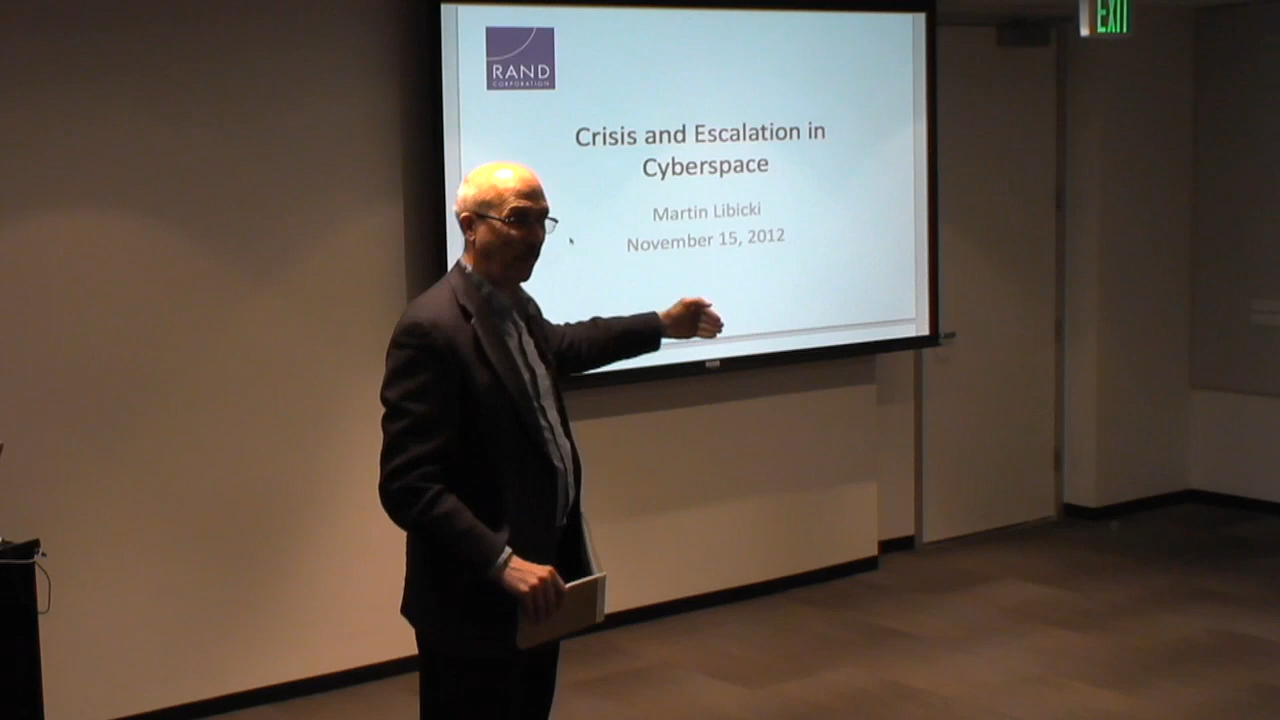 RAND
CORPORATION
Crisis and Escalation in
Cyberspace
Martin Libicki
November 15, 2012
EXIT